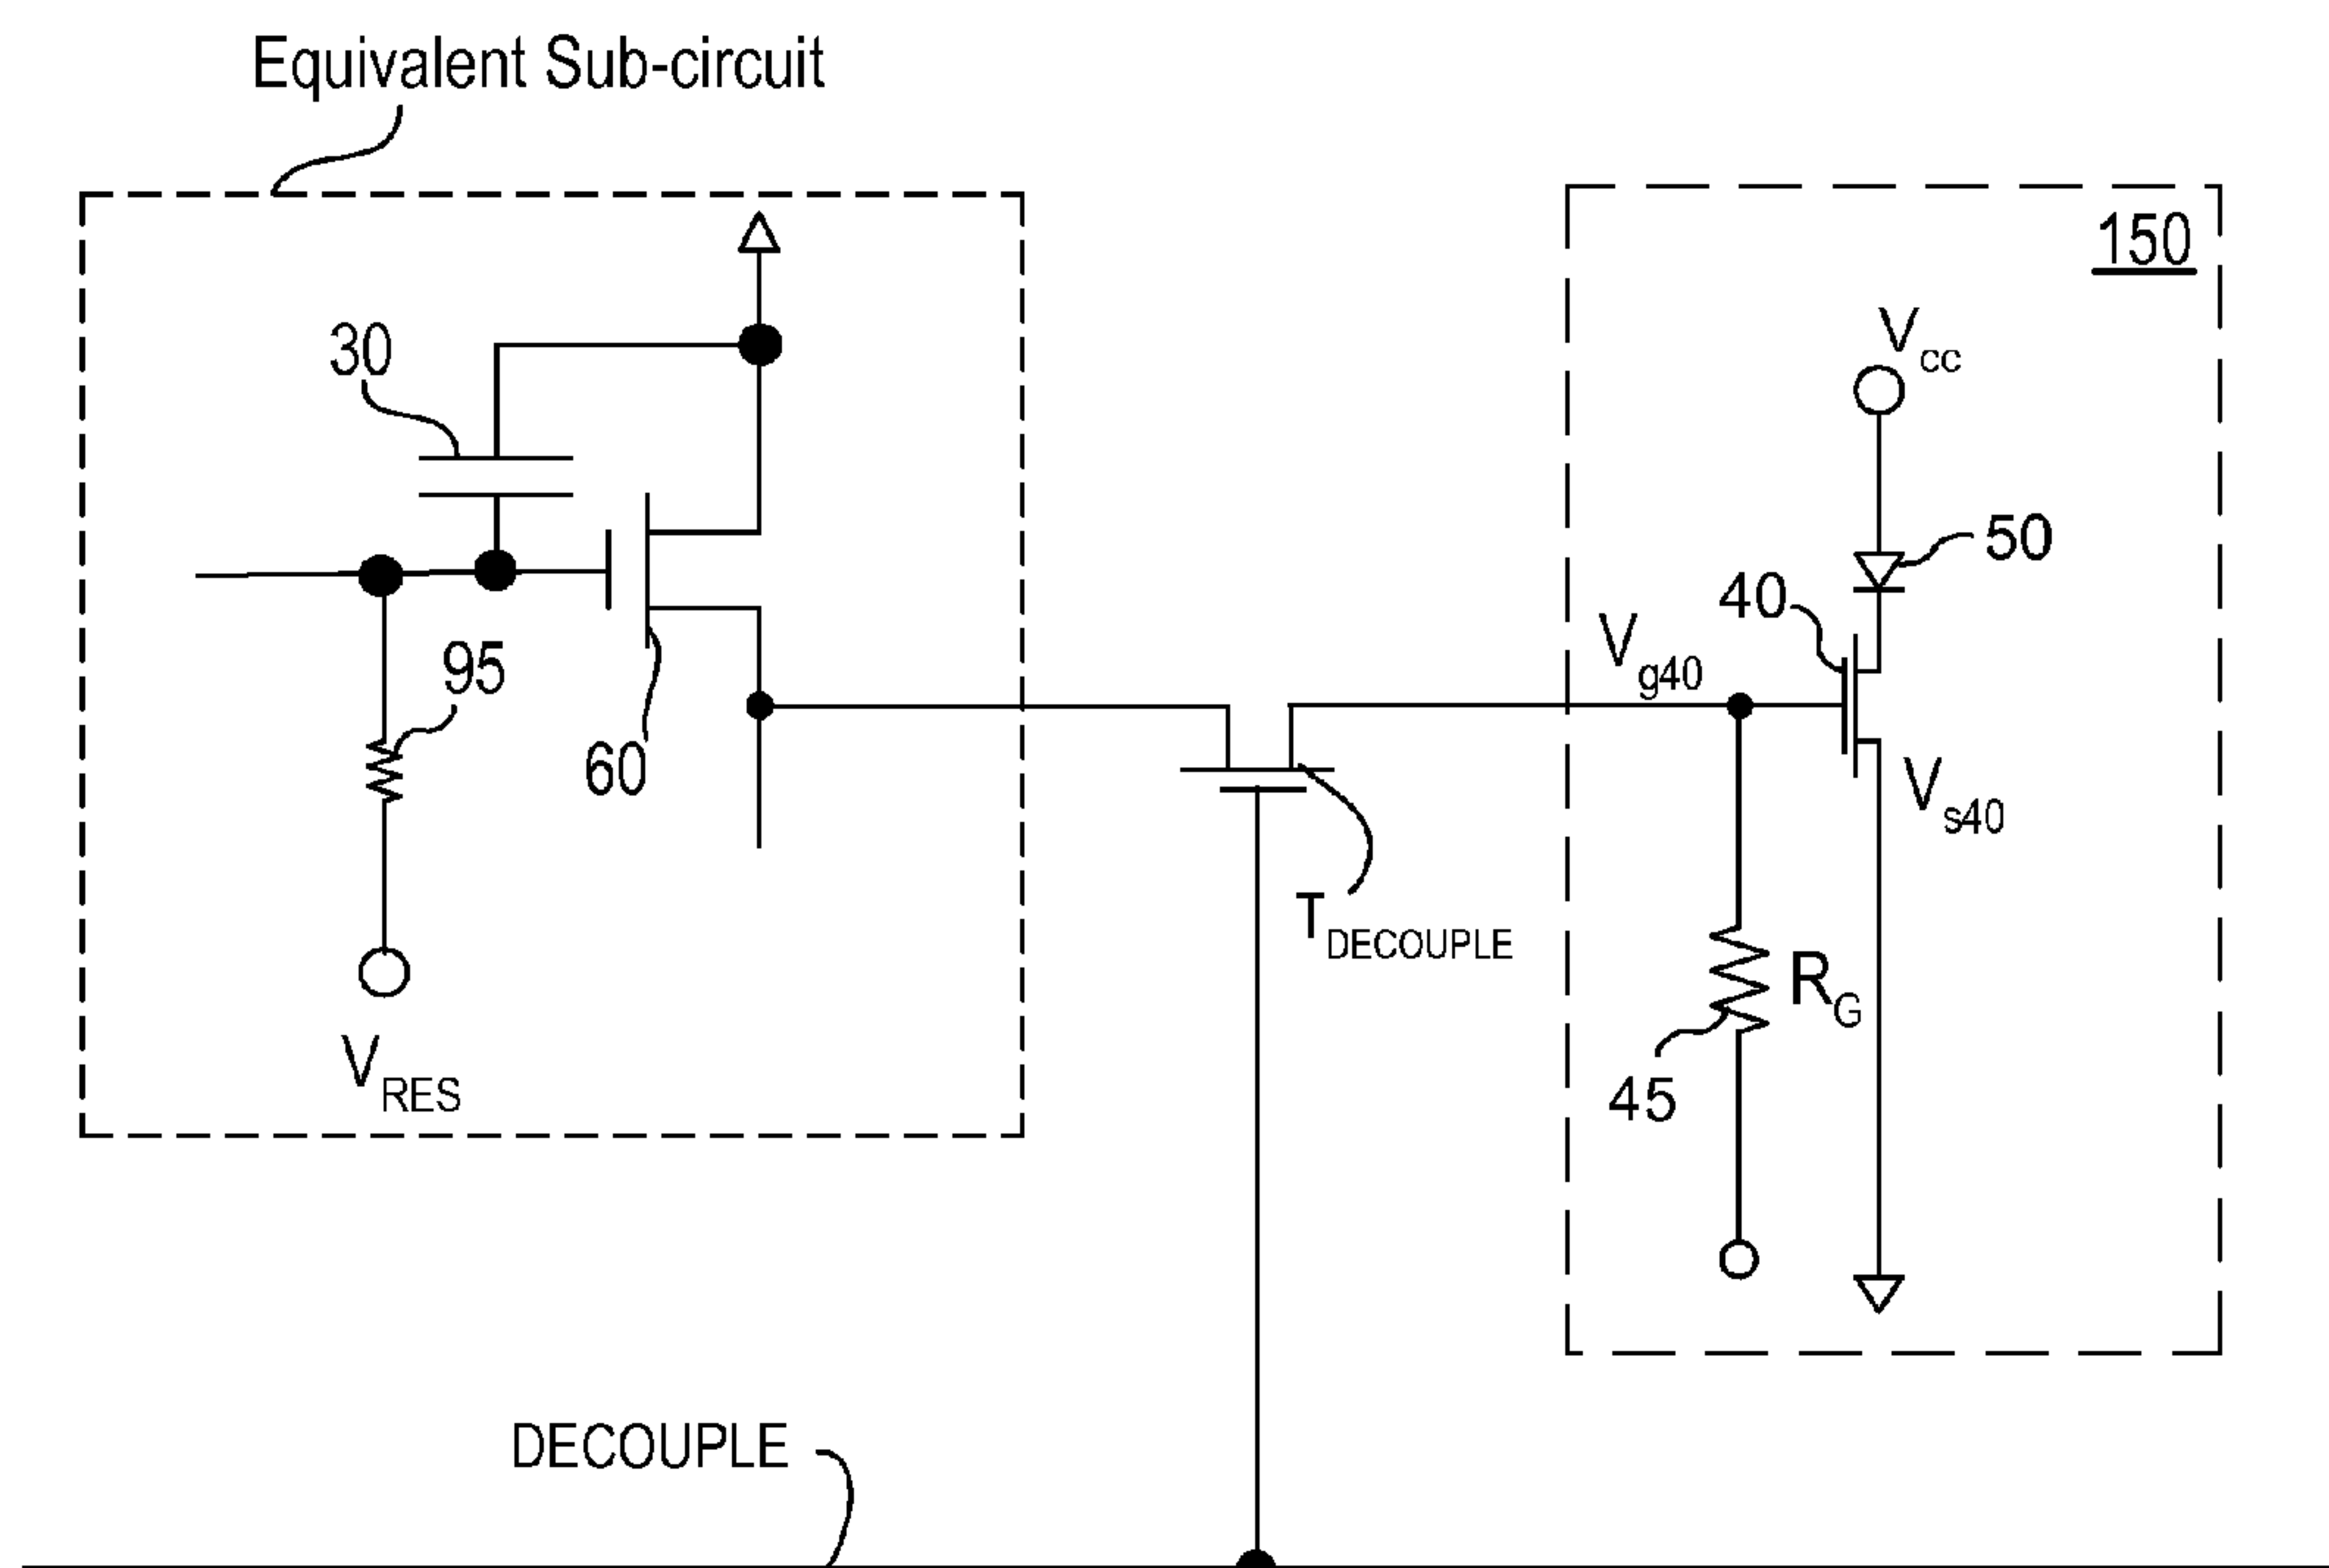 Equivalent Sub-circuit
150
30
Vcc
50
40
95
Vg40
60
Vs40
TDECOUPLE
RG
VRES
45
DECOUPLE